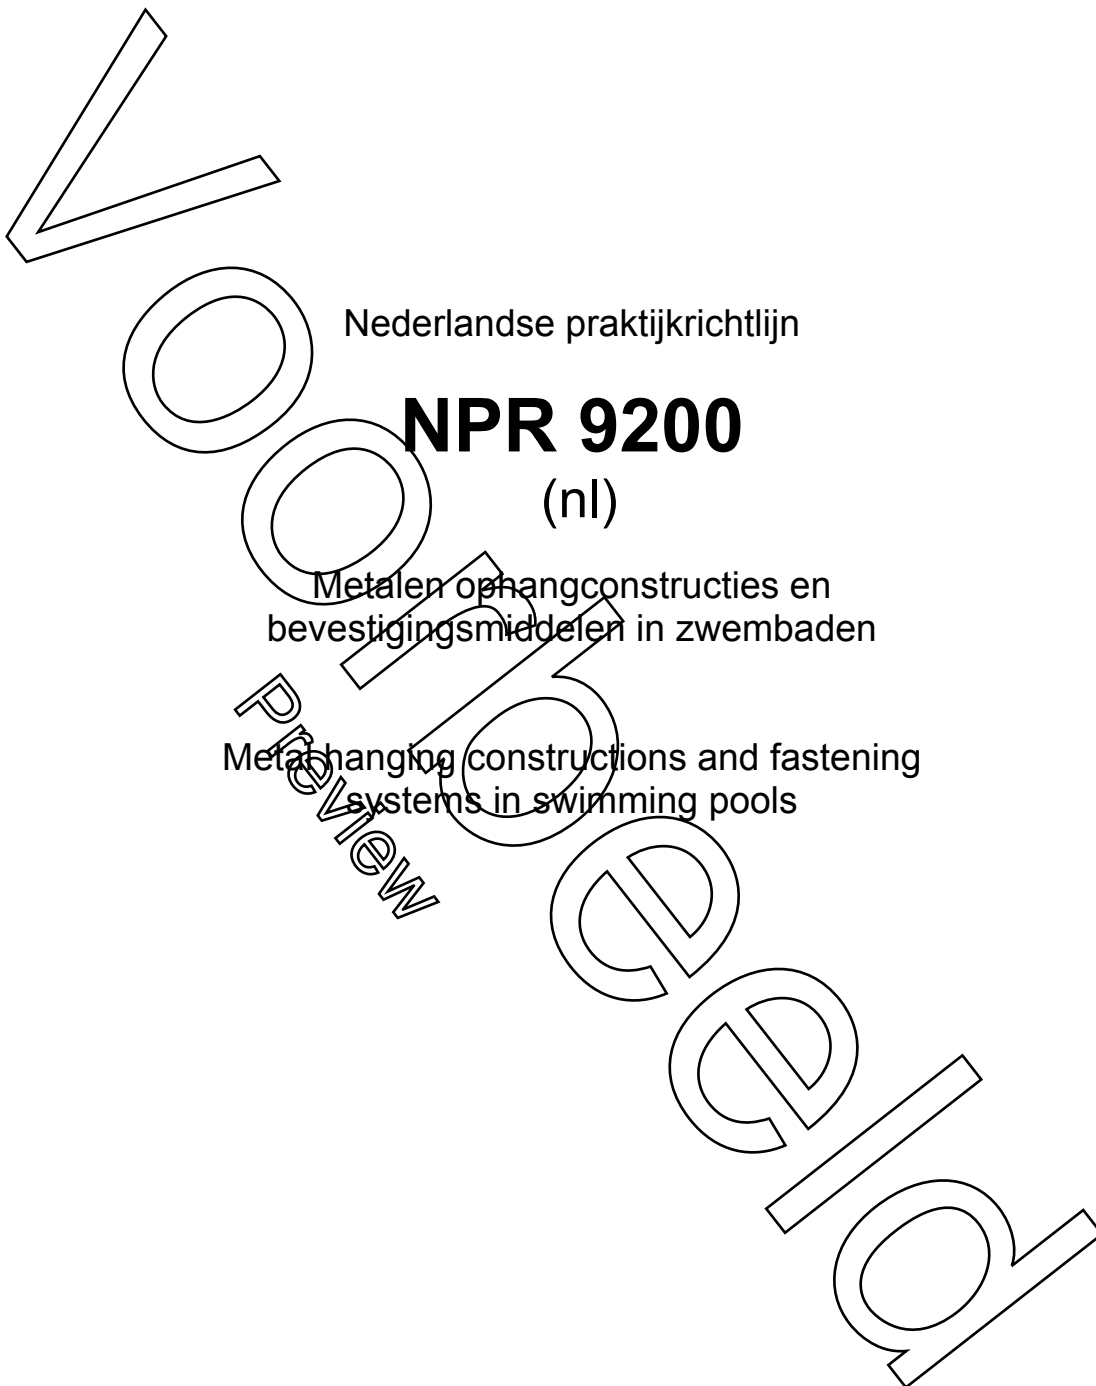 Nederlandse praktijkrichtlijn
NPR 9200
(nl)
Metalen ophangconstructies en
bevestigingsmiddelen in zwembaden
Metal hanging constructions and fastening
systems in swimming pools
Voorbeeld
Preview